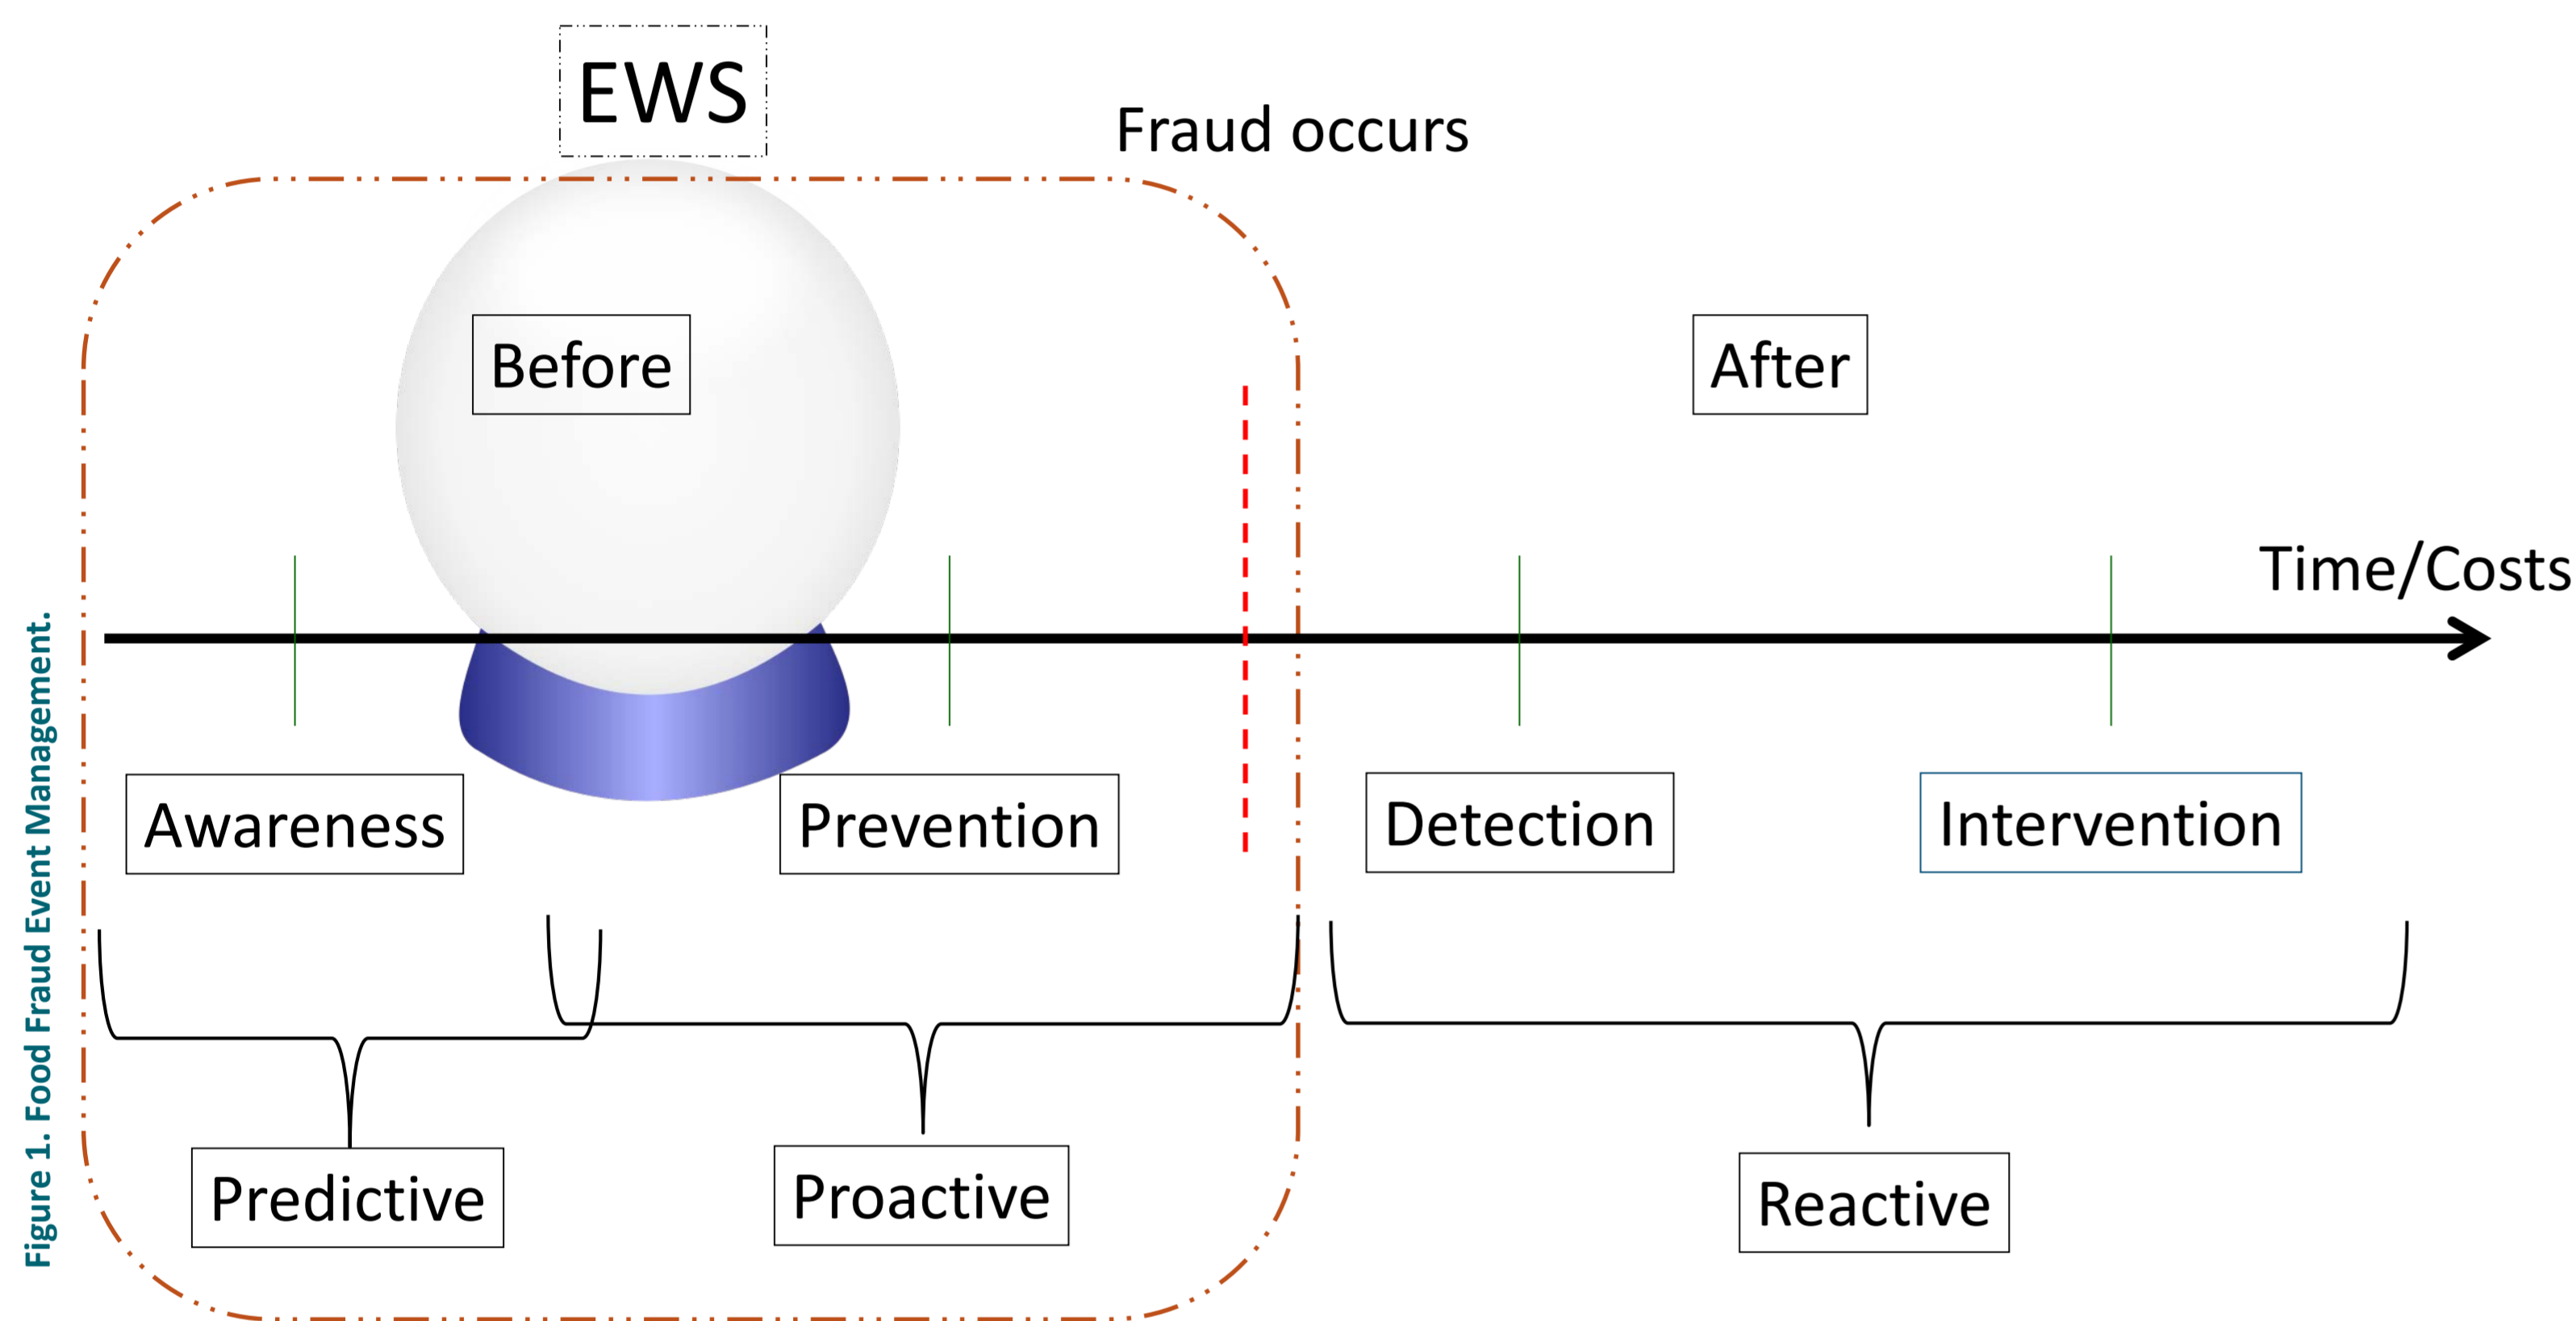 EWS
Fraud occurs
Before
After
Time/Costs
Awareness
Prevention
Detection
Intervention
Predictive
Proactive
Reactive
Figure 1. Food Fraud Event Management.